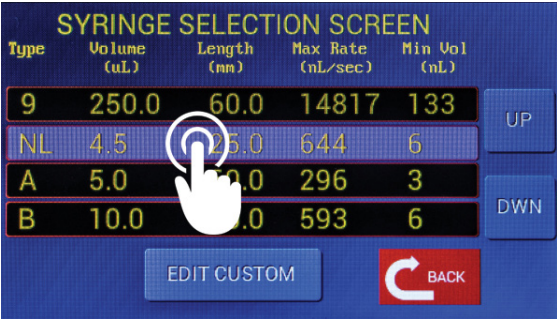 SYRINGE SELECTION SCREEN
Type Volume Length Max Rate Min Vol
(uL) (mm) (nL/sec) (nL)
9 250.0 60.0 14817 133
UP
NL 4.5 25.0 644 6
A 5.0 296 3
DWN
B 10.0 593 6
EDIT CUSTOM
BACK